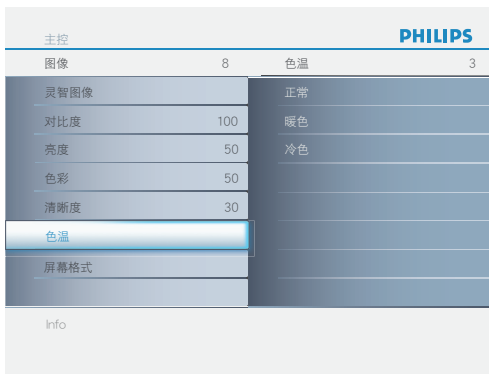 主控 PHILIPS
图像 8 色温 3
灵智图像 正常
对比度 100 暖色
亮度 50 冷色
色彩 50
清晰度 30
色温
屏幕格式
Info